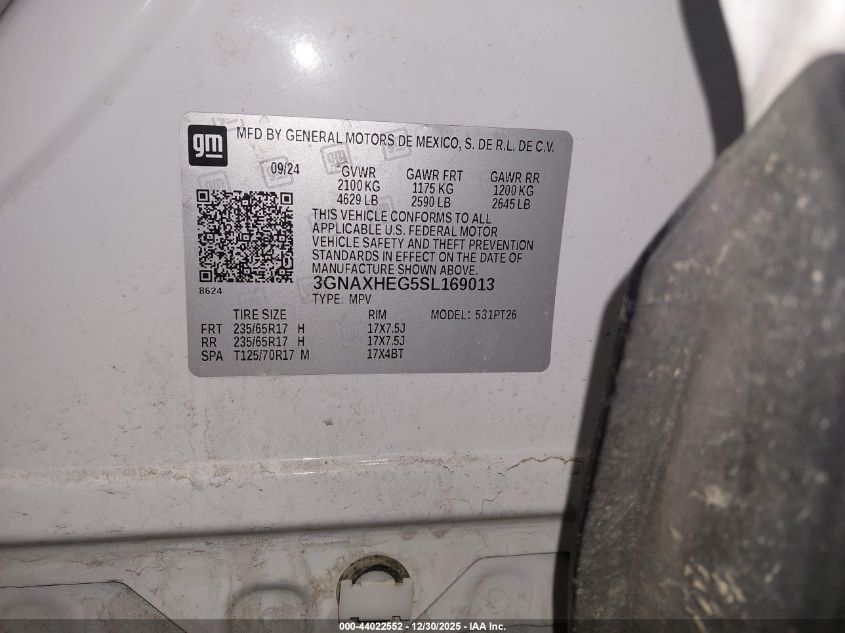 gm
MFD BY GENERAL MOTORS DE MEXICO, S. DE R.L. DE C.V.
09/24 GVWR GAWR FRT GAWR RR
2100 KG 1175 KG 1200 KG
4629 LB 2590 LB 2645 LB
THIS VEHICLE CONFORMS TO ALL
APPLICABLE U.S. FEDERAL MOTOR
VEHICLE SAFETY AND THEFT PREVENTION
STANDARDS IN EFFECT ON THE DATE OF
MANUFACTURE SHOWN ABOVE.
8624
3GNAXHEG5SL169013
TYPE: MPV MODEL: 531PT26
TIRE SIZE RIM
FRT 235/65R17 H 17X7.5J
RR 235/65R17 H 17X7.5J
SPA T125/70R17 M 17X4BT
000-44022552 - 12/30/2025 - IAA Inc.